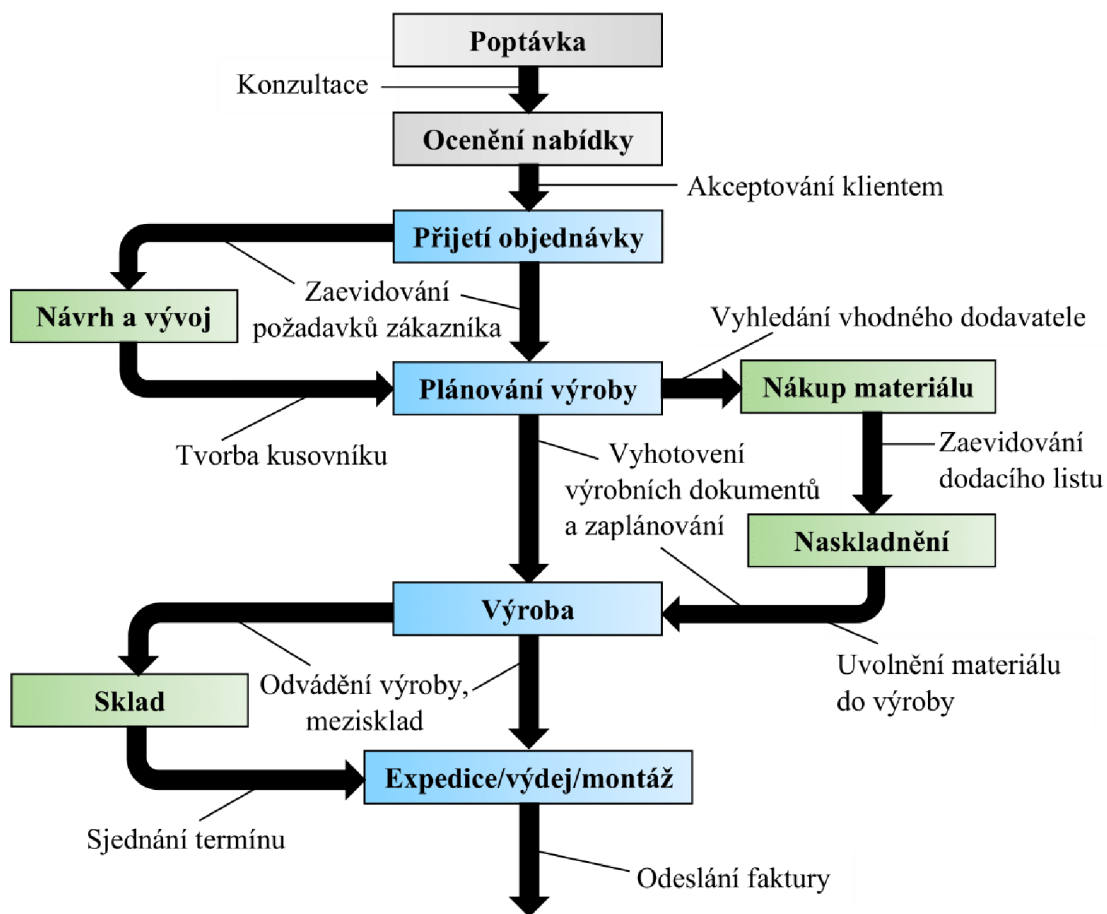 Poptávka
Konzultace
Ocenění nabídky
Akceptování klientem
Přijetí objednávky
Návrh a vývoj
Zaevidování
požadavků zákazníka
Vyhledání vhodného dodavatele
Plánování výroby
Nákup materiálu
Tvorba kusovníku
Vyhotovení
výrobních dokumentů
a zaplánování
Zaevidování
dodacího listu
Naskladnění
Výroba
Uvolnění materiálu
do výroby
Sklad
Odvádění výroby,
mezisklad
Expedice/výdej/montáž
Sjednání termínu
Odeslání faktury